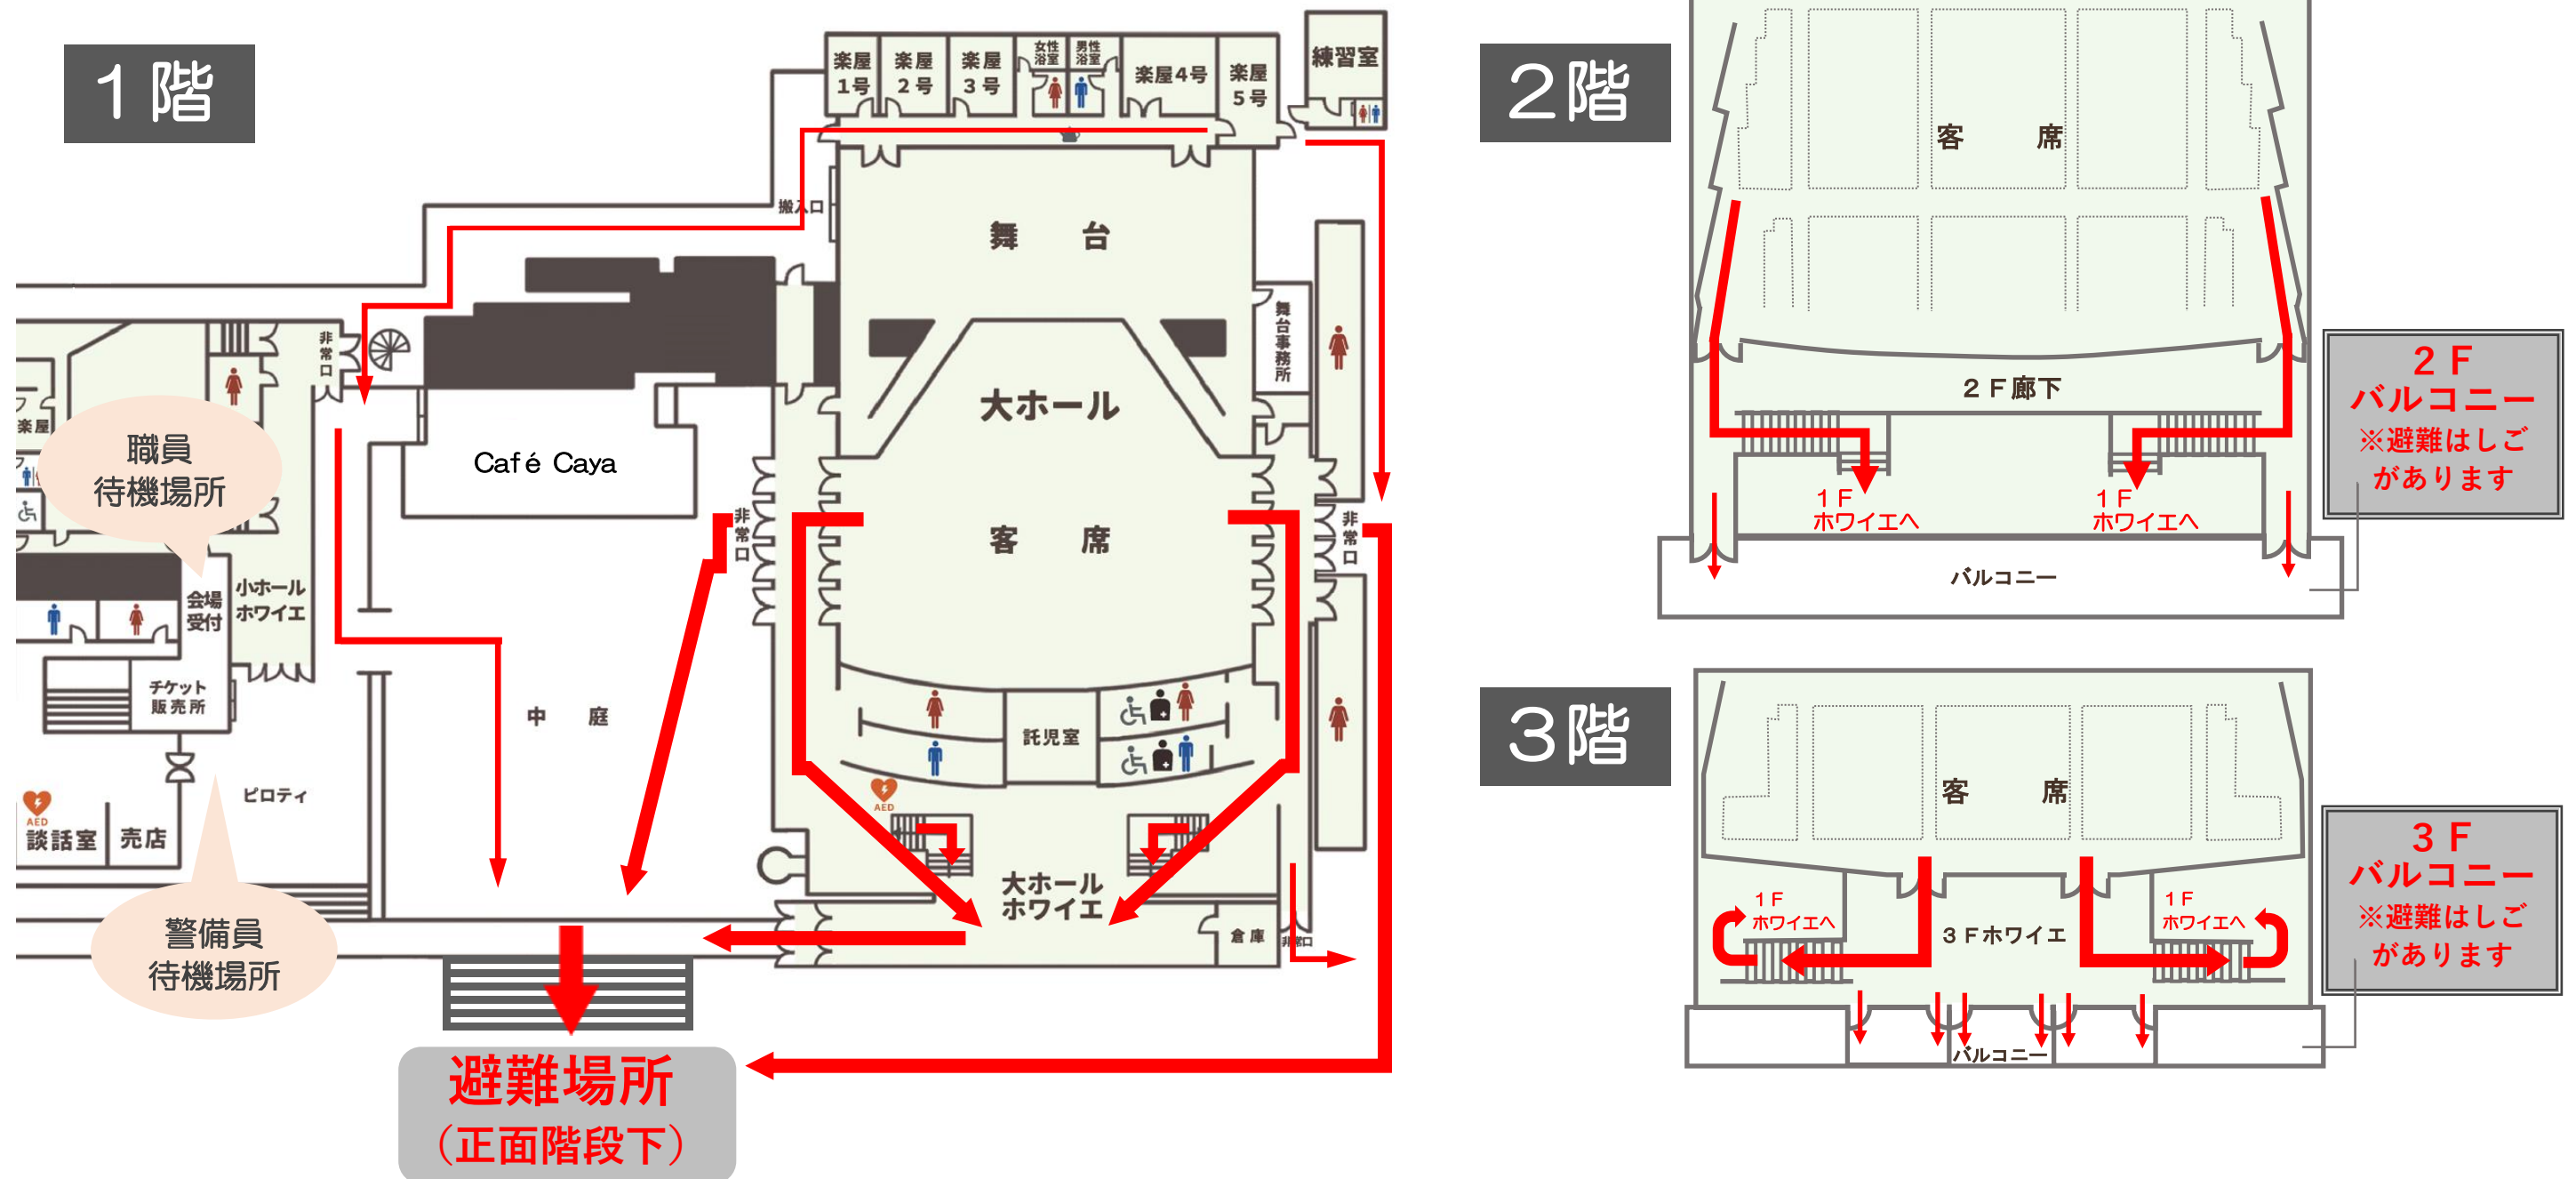 1階
楽屋
1号
楽屋
2号
楽屋
3号
女性
浴室
男性
浴室
楽屋4号
楽屋
5号
練習室
搬入口
舞　台
舞台事務所
非常口
楽屋
職員
待機場所
Café Caya
大ホール
客　席
非常口
非常口
会場
受付
小ホール
ホワイエ
チケット
販売所
中　庭
託児室
ピロティ
AED
AED
談話室
売店
大ホール
ホワイエ
倉庫
非常口
警備員
待機場所
避難場所
（正面階段下）
2階
客　席
2F廊下
1F
ホワイエへ
1F
ホワイエへ
バルコニー
2F
バルコニー
※避難はしご
があります
3階
客　席
1F
ホワイエへ
1F
ホワイエへ
3Fホワイエ
バルコニー
3F
バルコニー
※避難はしご
があります